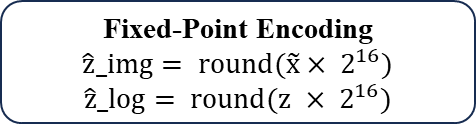 Fixed-Point Encoding
ẑ_img = round(x̃ × 2¹⁶)
ẑ_log = round(z × 2¹⁶)